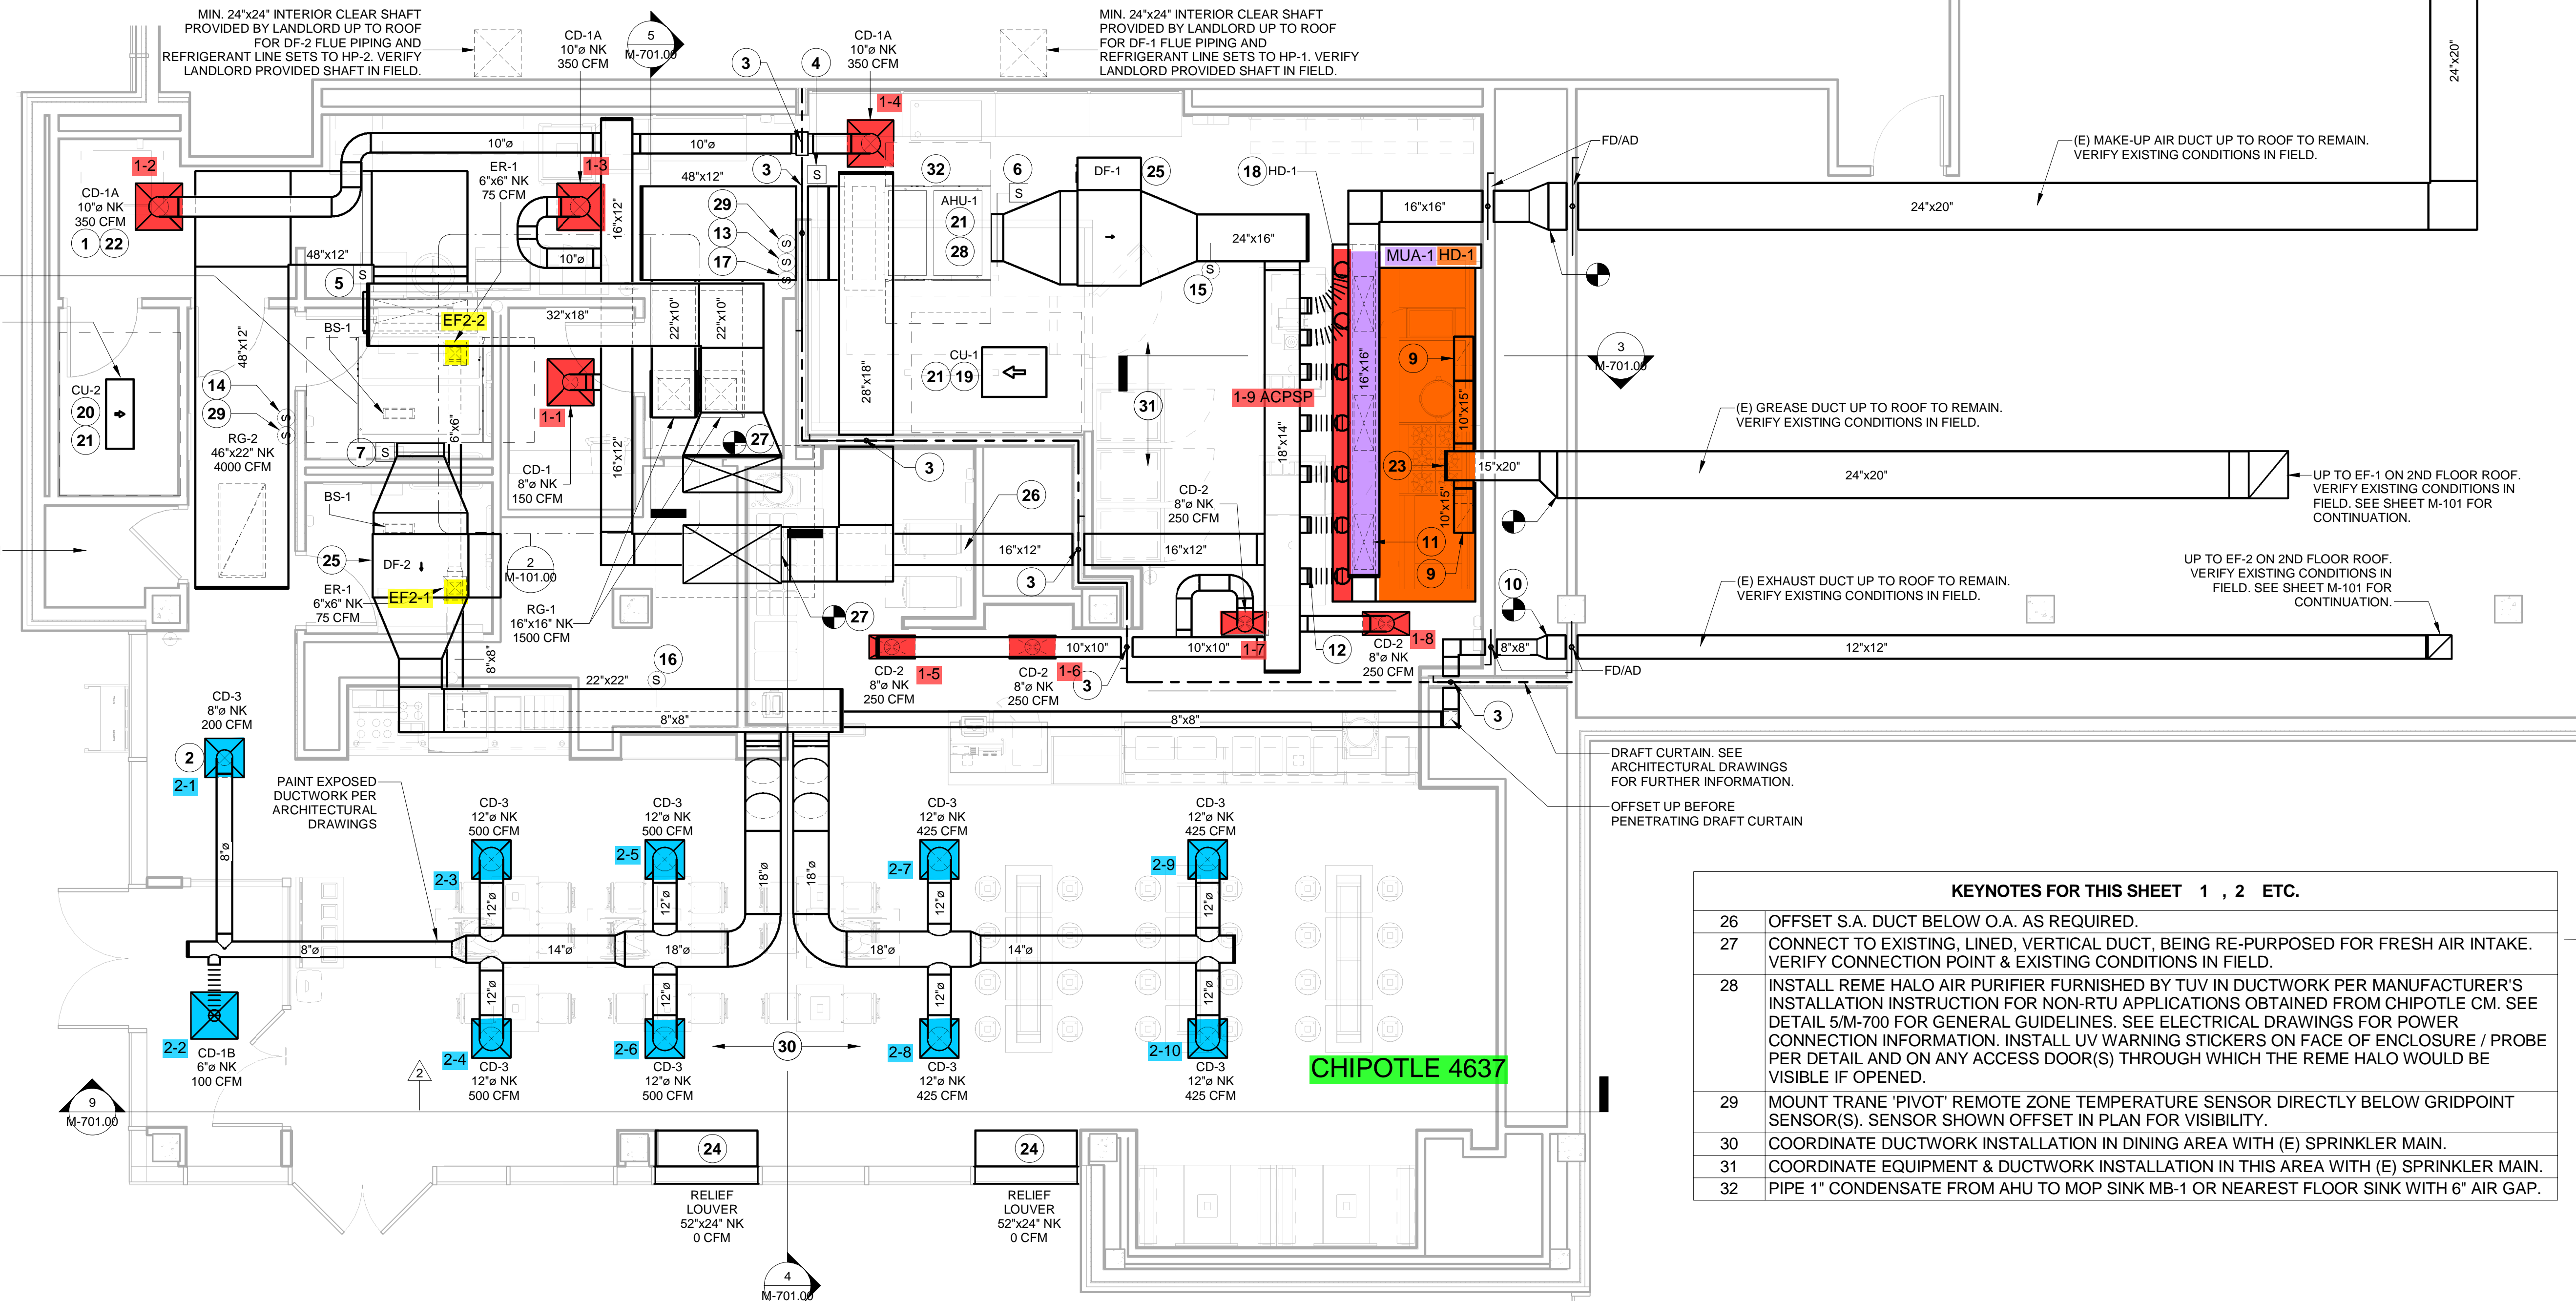 MIN. 24"x24" INTERIOR CLEAR SHAFT
PROVIDED BY LANDLORD UP TO ROOF
FOR DF-2 FLUE PIPING AND
REFRIGERANT LINE SETS TO HP-2. VERIFY
LANDLORD PROVIDED SHAFT IN FIELD.
CD-1A
10"ø NK
350 CFM
5
M-701.00
3
4
CD-1A
10"ø NK
350 CFM
MIN. 24"x24" INTERIOR CLEAR SHAFT
PROVIDED BY LANDLORD UP TO ROOF
FOR DF-1 FLUE PIPING AND
REFRIGERANT LINE SETS TO HP-1. VERIFY
LANDLORD PROVIDED SHAFT IN FIELD.
24"x20"
1-4
10"ø
10"ø
1-2
CD-1A
10"ø NK
350 CFM
1
22
ER-1
6"x6" NK
75 CFM
1-3
16"x12"
10"ø
48"x12"
3
S
32
6
S
AHU-1
21
28
DF-1
25
24"x16"
S
15
29
13
17
S
S
S
18
HD-1
FD/AD
16"x16"
24"x20"
(E) MAKE-UP AIR DUCT UP TO ROOF TO REMAIN.
VERIFY EXISTING CONDITIONS IN FIELD.
MUA-1
HD-1
48"x12"
5
S
EF2-2
BS-1
32"x18"
22"x10"
22"x10"
48"x12"
CU-2
20
21
14
29
S
S
RG-2
46"x22" NK
4000 CFM
7
S
6"x6"
1-1
CD-1
8"ø NK
150 CFM
16"x12"
27
28"x18"
CU-1
21
19
31
1-9 ACPSP
18"x14"
16"x16"
9
10"x15"
3
M-701.00
(E) GREASE DUCT UP TO ROOF TO REMAIN.
VERIFY EXISTING CONDITIONS IN FIELD.
23
15"x20"
24"x20"
UP TO EF-1 ON 2ND FLOOR ROOF.
VERIFY EXISTING CONDITIONS IN
FIELD. SEE SHEET M-101 FOR
CONTINUATION.
10"x15"
11
9
3
26
CD-2
8"ø NK
250 CFM
BS-1
25
DF-2
2
M-101.00
ER-1
6"x6" NK
75 CFM
EF2-1
RG-1
16"x16" NK
1500 CFM
27
16"x12"
16"x12"
3
10
(E) EXHAUST DUCT UP TO ROOF TO REMAIN.
VERIFY EXISTING CONDITIONS IN FIELD.
UP TO EF-2 ON 2ND FLOOR ROOF.
VERIFY EXISTING CONDITIONS IN
FIELD. SEE SHEET M-101 FOR
CONTINUATION.
8"x8"
16
S
22"x22"
10"x10"
10"x10"
1-7
12
1-8
CD-2
8"ø NK
250 CFM
8"x8"
12"x12"
FD/AD
CD-2
8"ø NK
250 CFM
1-5
CD-2
8"ø NK
250 CFM
1-6
3
8"x8"
8"x8"
3
CD-3
8"ø NK
200 CFM
2
2-1
PAINT EXPOSED
DUCTWORK PER
ARCHITECTURAL
DRAWINGS
DRAFT CURTAIN. SEE
ARCHITECTURAL DRAWINGS
FOR FURTHER INFORMATION.
OFFSET UP BEFORE
PENETRATING DRAFT CURTAIN
CD-3
12"ø NK
500 CFM
CD-3
12"ø NK
500 CFM
CD-3
12"ø NK
425 CFM
CD-3
12"ø NK
425 CFM
8"ø
2-3
2-5
2-7
2-9
18"ø
18"ø
12"ø
12"ø
12"ø
12"ø
8"ø
14"ø
18"ø
18"ø
14"ø
12"ø
12"ø
12"ø
12"ø
2-2
CD-1B
6"ø NK
100 CFM
2-4
CD-3
12"ø NK
500 CFM
2-6
CD-3
12"ø NK
500 CFM
30
2-8
CD-3
12"ø NK
425 CFM
2-10
CD-3
12"ø NK
425 CFM
CHIPOTLE 4637
2
9
M-701.00
24
RELIEF
LOUVER
52"x24" NK
0 CFM
24
RELIEF
LOUVER
52"x24" NK
0 CFM
4
M-701.00
KEYNOTES FOR THIS SHEET 1 , 2 ETC.
26 OFFSET S.A. DUCT BELOW O.A. AS REQUIRED.
27 CONNECT TO EXISTING, LINED, VERTICAL DUCT, BEING RE-PURPOSED FOR FRESH AIR INTAKE.
VERIFY CONNECTION POINT & EXISTING CONDITIONS IN FIELD.
28 INSTALL REME HALO AIR PURIFIER FURNISHED BY TUV IN DUCTWORK PER MANUFACTURER'S
INSTALLATION INSTRUCTION FOR NON-RTU APPLICATIONS OBTAINED FROM CHIPOTLE CM. SEE
DETAIL 5/M-700 FOR GENERAL GUIDELINES. SEE ELECTRICAL DRAWINGS FOR POWER
CONNECTION INFORMATION. INSTALL UV WARNING STICKERS ON FACE OF ENCLOSURE / PROBE
PER DETAIL AND ON ANY ACCESS DOOR(S) THROUGH WHICH THE REME HALO WOULD BE
VISIBLE IF OPENED.
29 MOUNT TRANE 'PIVOT' REMOTE ZONE TEMPERATURE SENSOR DIRECTLY BELOW GRIDPOINT
SENSOR(S). SENSOR SHOWN OFFSET IN PLAN FOR VISIBILITY.
30 COORDINATE DUCTWORK INSTALLATION IN DINING AREA WITH (E) SPRINKLER MAIN.
31 COORDINATE EQUIPMENT & DUCTWORK INSTALLATION IN THIS AREA WITH (E) SPRINKLER MAIN.
32 PIPE 1" CONDENSATE FROM AHU TO MOP SINK MB-1 OR NEAREST FLOOR SINK WITH 6" AIR GAP.